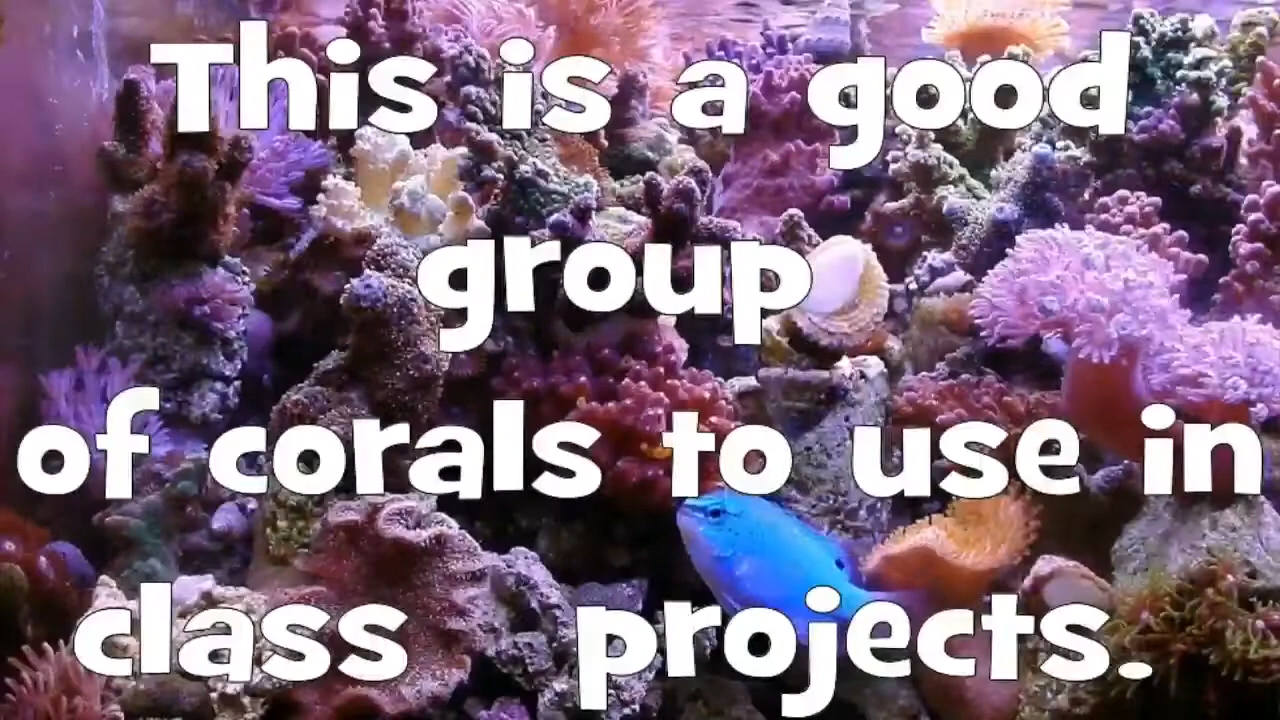 This is a good
group
of corals to use in
class projects.